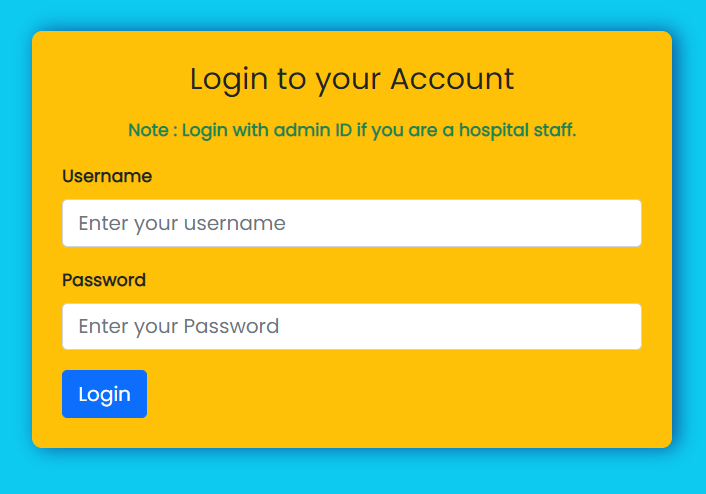 Login to your Account
Note : Login with admin ID if you are a hospital staff.
Username
Enter your username
Password
Enter your Password
Login